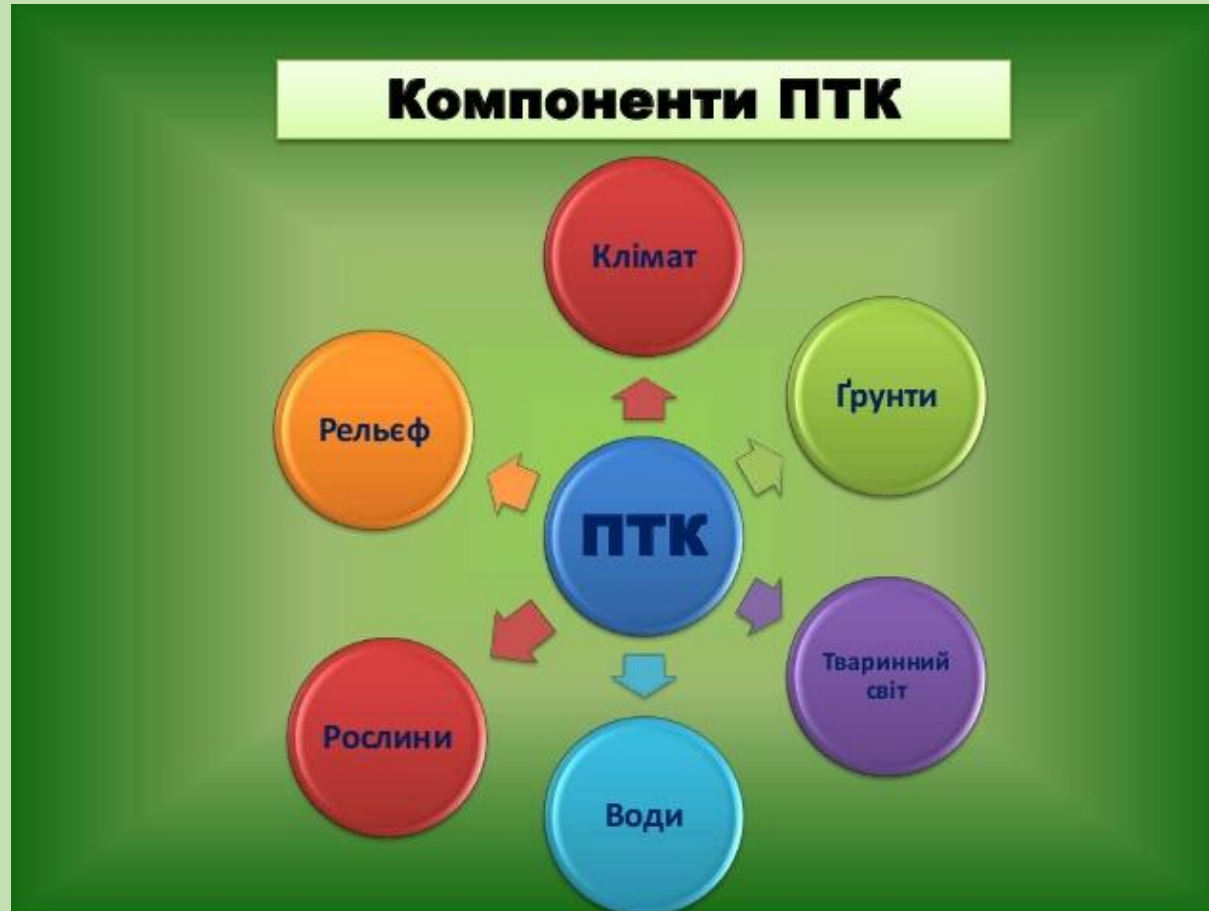 Компоненти ПТК
Клімат
Ґрунти
Рельєф
ПТК
Тваринний
світ
Рослини
Води